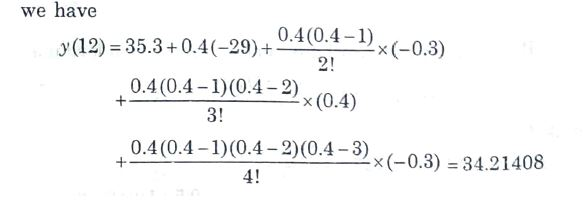 we have
y(12) = 35.3 + 0.4(-29) + 0.4(0.4-1)/2! × (-0.3)
+ 0.4(0.4-1)(0.4-2)/3! × (0.4)
+ 0.4(0.4-1)(0.4-2)(0.4-3)/4! × (-0.3) = 34.21408